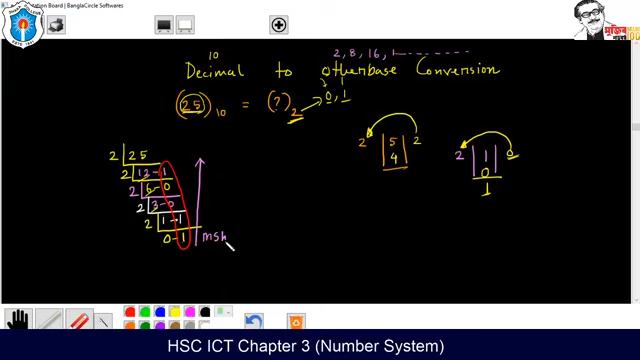 Annotation Board | BanglaCircle Softwares
10
2, 8, 16, 1------
Decimal to otherbase Conversion
(25)10 = (?)2
0, 1
2 | 25
2 | 12 - 1
2 | 6 - 0
2 | 3 - 0
2 | 1 - 1
0 - 1
MSB
2 | 5 | 2
4
2 | 1 | 0
0
1
HSC ICT Chapter 3 (Number System)